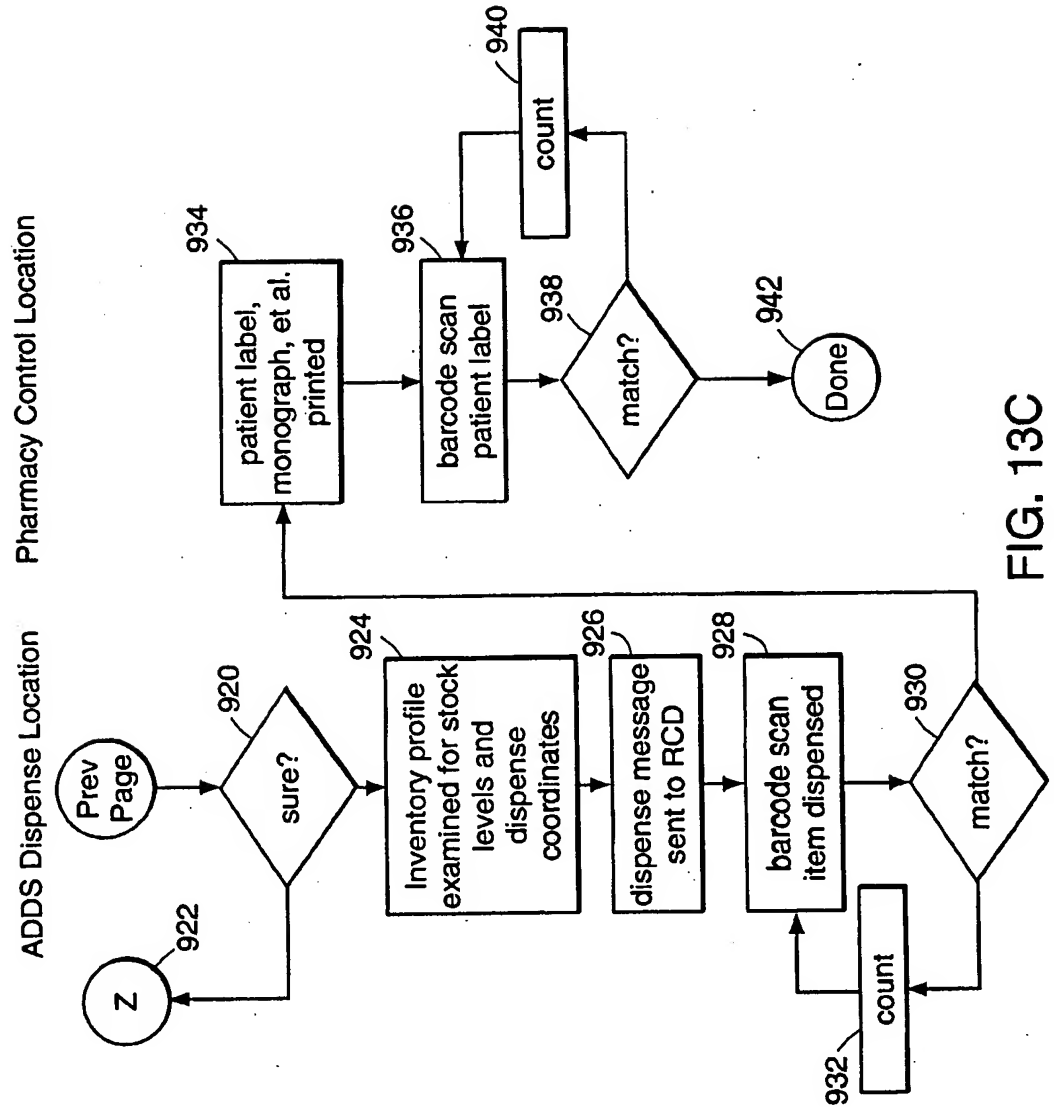 ADDS Dispense Location
Pharmacy Control Location
Prev
Page
920
sure?
922
Z
924
Inventory profile
examined for stock
levels and
dispense
coordinates
926
dispense message
sent to RCD
928
barcode scan
item dispensed
930
match?
932
count
934
patient label,
monograph, et al.
printed
936
barcode scan
patient label
938
match?
940
count
942
Done
FIG. 13C